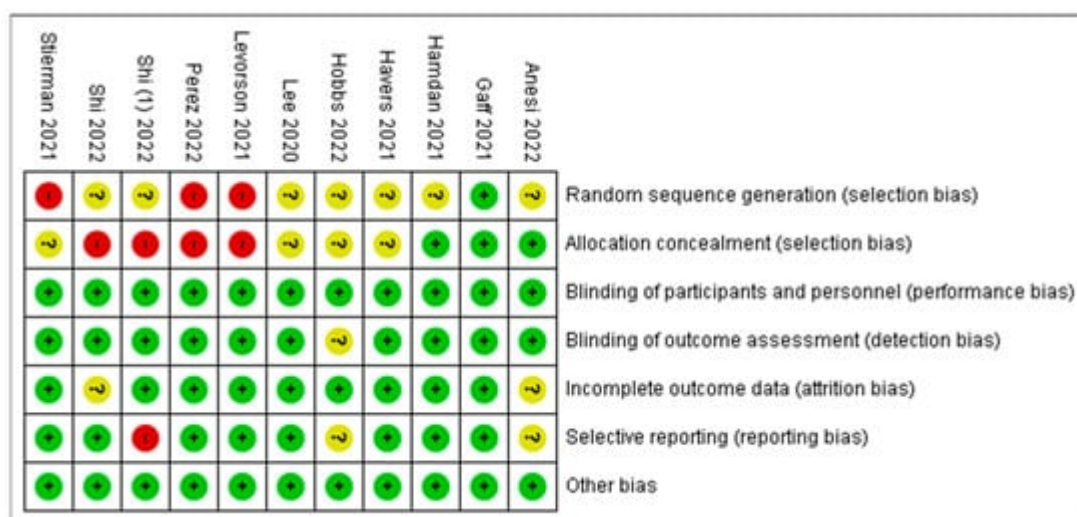 Stierman 2021
Shi 2022
Shi (1) 2022
Perez 2022
Levorson 2021
Lee 2020
Hobbs 2022
Havers 2021
Hamdan 2021
Gaff 2021
Anesi 2022
- ? ? - - ? ? ? ? + ? Random sequence generation (selection bias)
? - - - - ? ? ? + + + Allocation concealment (selection bias)
+ + + + + + + + + + + Blinding of participants and personnel (performance bias)
+ + + + + + ? + + + + Blinding of outcome assessment (detection bias)
+ ? + + + + + + + + ? Incomplete outcome data (attrition bias)
+ + - + + + ? + + + ? Selective reporting (reporting bias)
+ + + + + + + + + + + Other bias